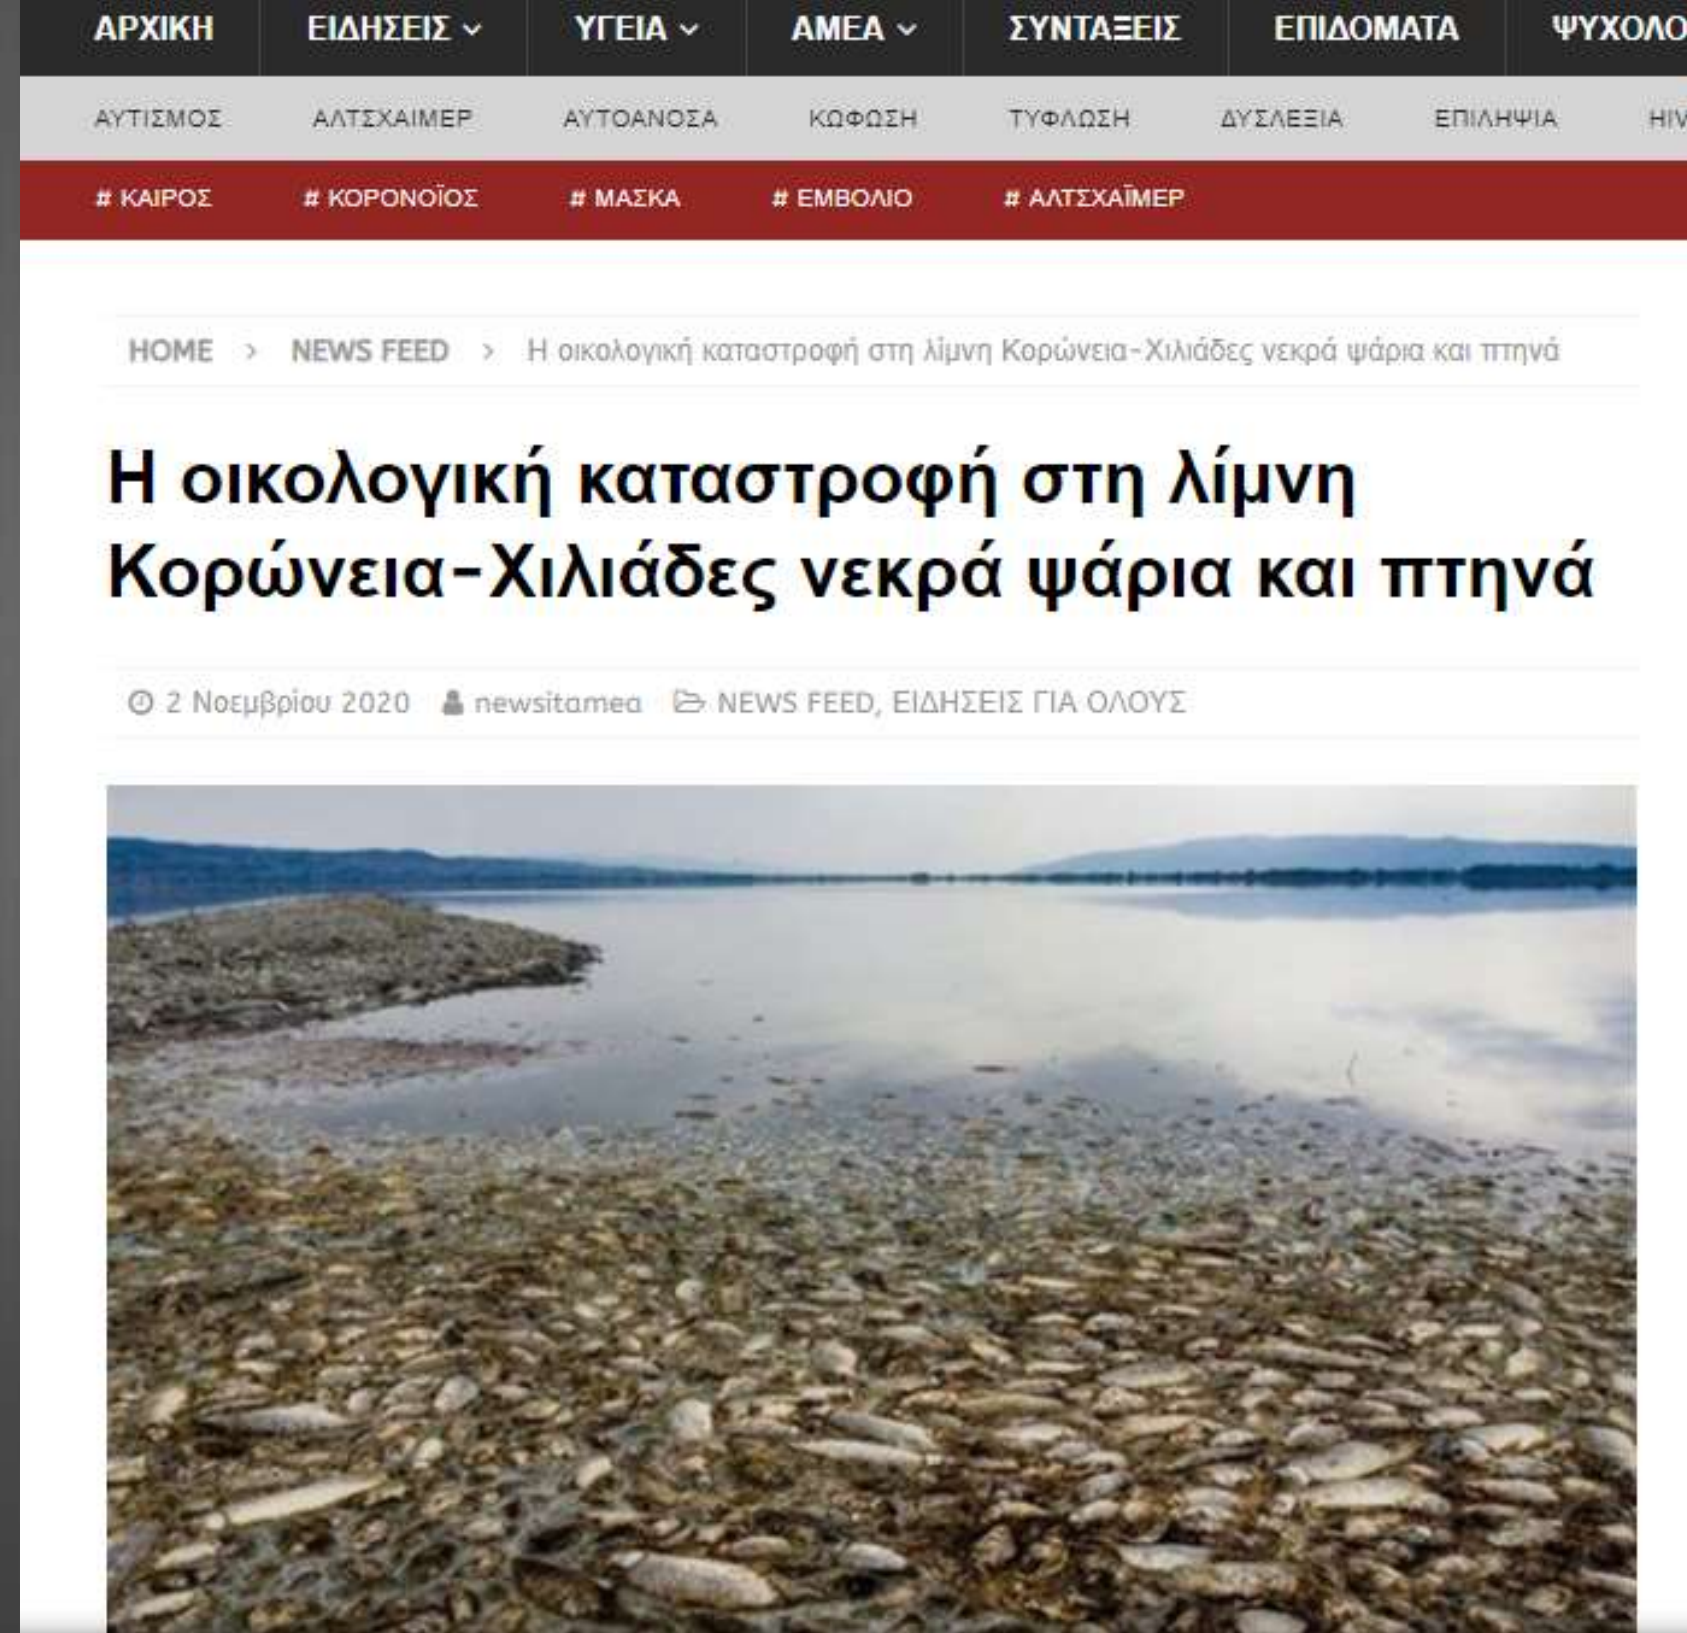 ΑΡΧΙΚΗ ΕΙΔΗΣΕΙΣ ΥΓΕΙΑ ΑΜΕΑ ΣΥΝΤΑΞΕΙΣ ΕΠΙΔΟΜΑΤΑ ΨΥΧΟΛΟ
ΑΥΤΙΣΜΟΣ ΑΛΤΣΧΑΙΜΕΡ ΑΥΤΟΑΝΟΣΑ ΚΩΦΩΣΗ ΤΥΦΛΩΣΗ ΔΥΣΛΕΞΙΑ ΕΠΙΛΗΨΙΑ HIV
# ΚΑΙΡΟΣ # ΚΟΡΟΝΟΪΟΣ # ΜΑΣΚΑ # ΕΜΒΟΛΙΟ # ΑΛΤΣΧΑΪΜΕΡ
HOME > NEWS FEED > Η οικολογική καταστροφή στη λίμνη Κορώνεια-Χιλιάδες νεκρά ψάρια και πτηνά
Η οικολογική καταστροφή στη λίμνη
Κορώνεια-Χιλιάδες νεκρά ψάρια και πτηνά
2 Νοεμβρίου 2020 newsitamea NEWS FEED, ΕΙΔΗΣΕΙΣ ΓΙΑ ΟΛΟΥΣ